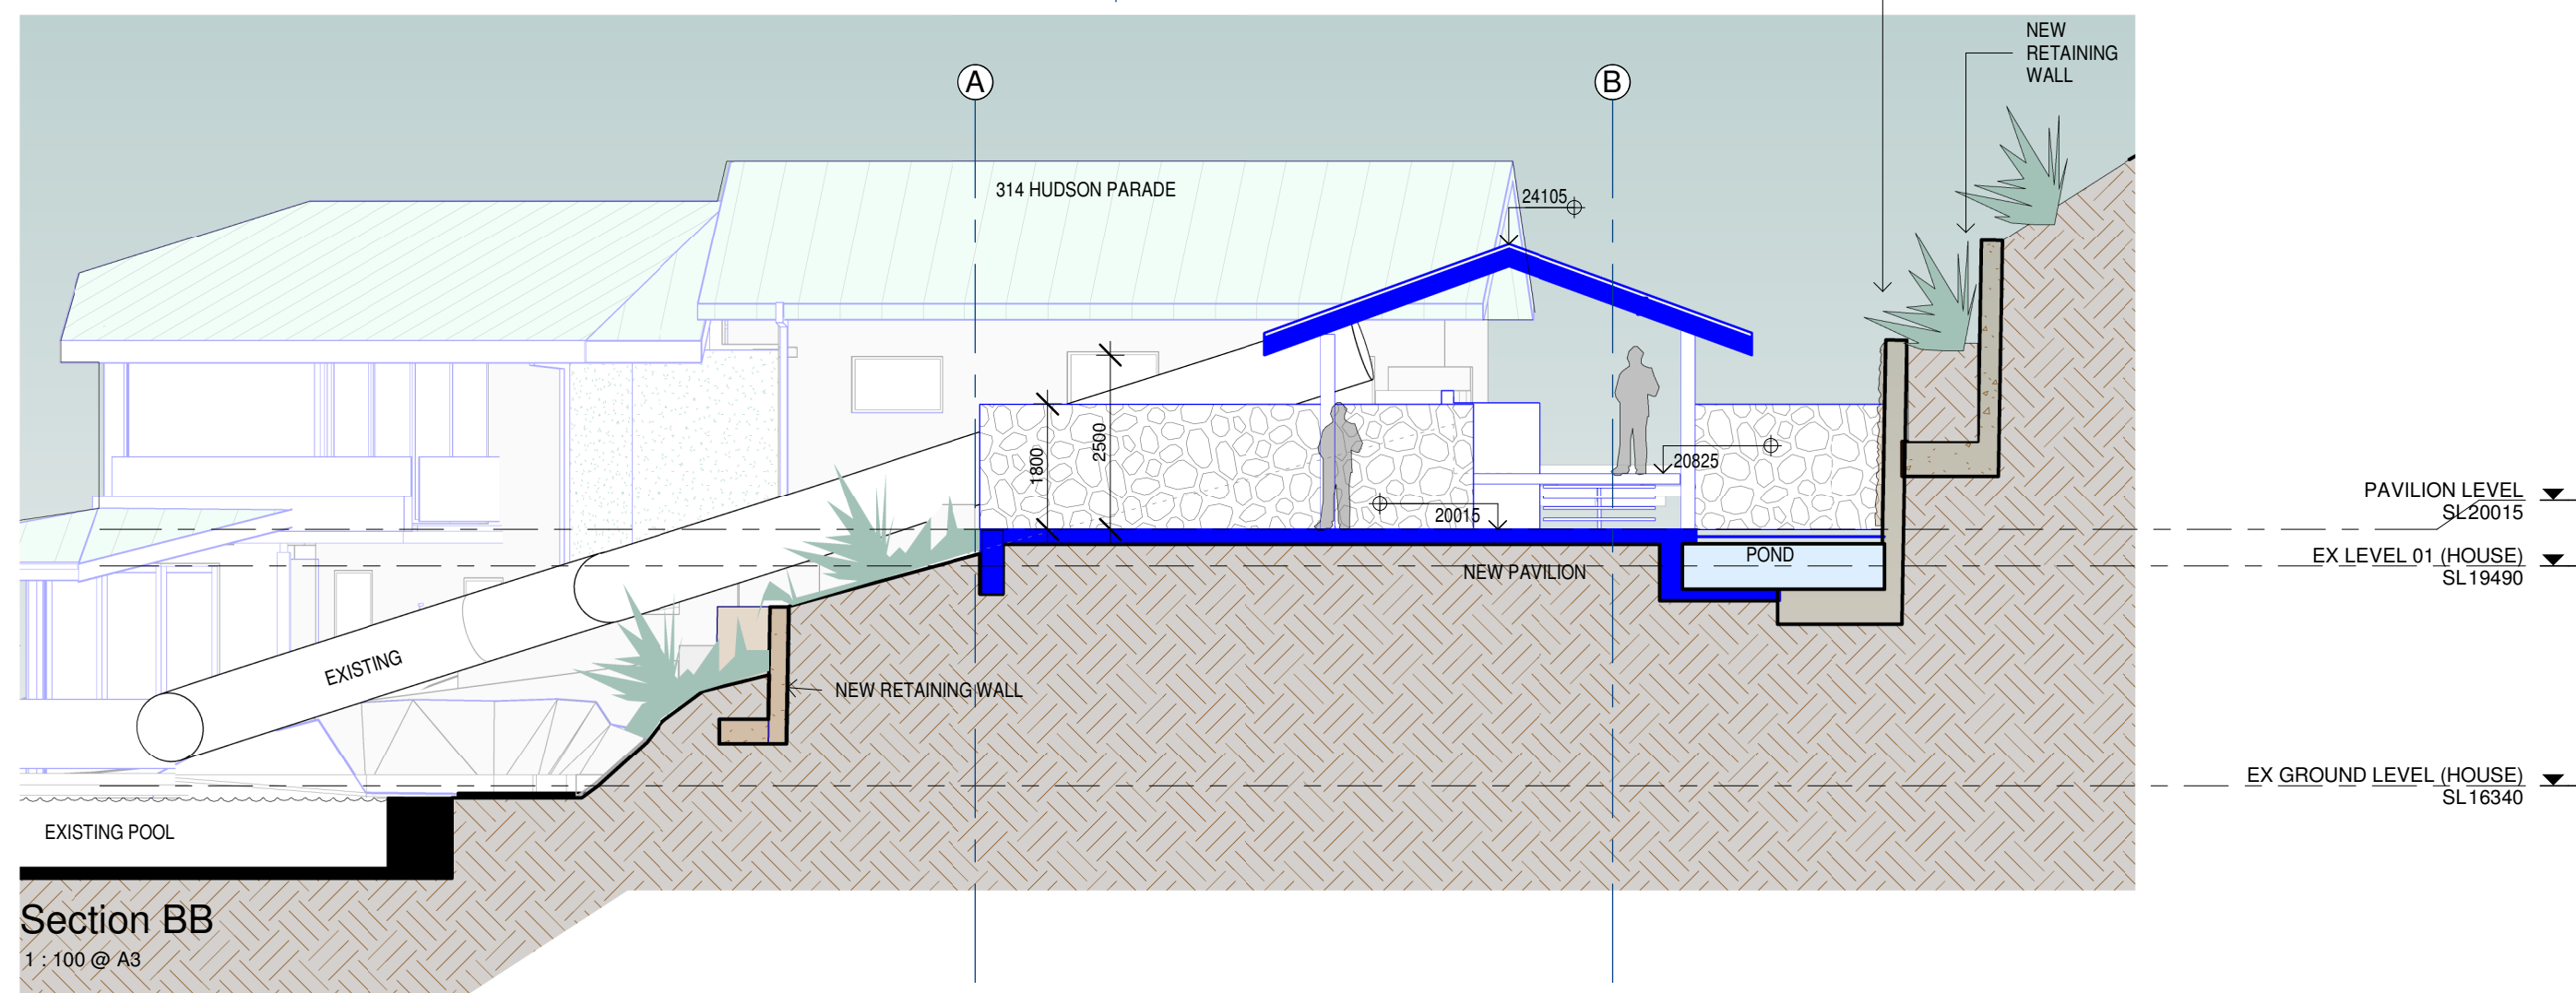 NEW
RETAINING
WALL
A
B
314 HUDSON PARADE
24105
1800
2500
20825
20015
PAVILION LEVEL
SL20015
POND
EX LEVEL 01 (HOUSE)
SL19490
NEW PAVILION
EXISTING
NEW RETAINING WALL
EX GROUND LEVEL (HOUSE)
SL16340
EXISTING POOL
Section BB
1 : 100 @ A3